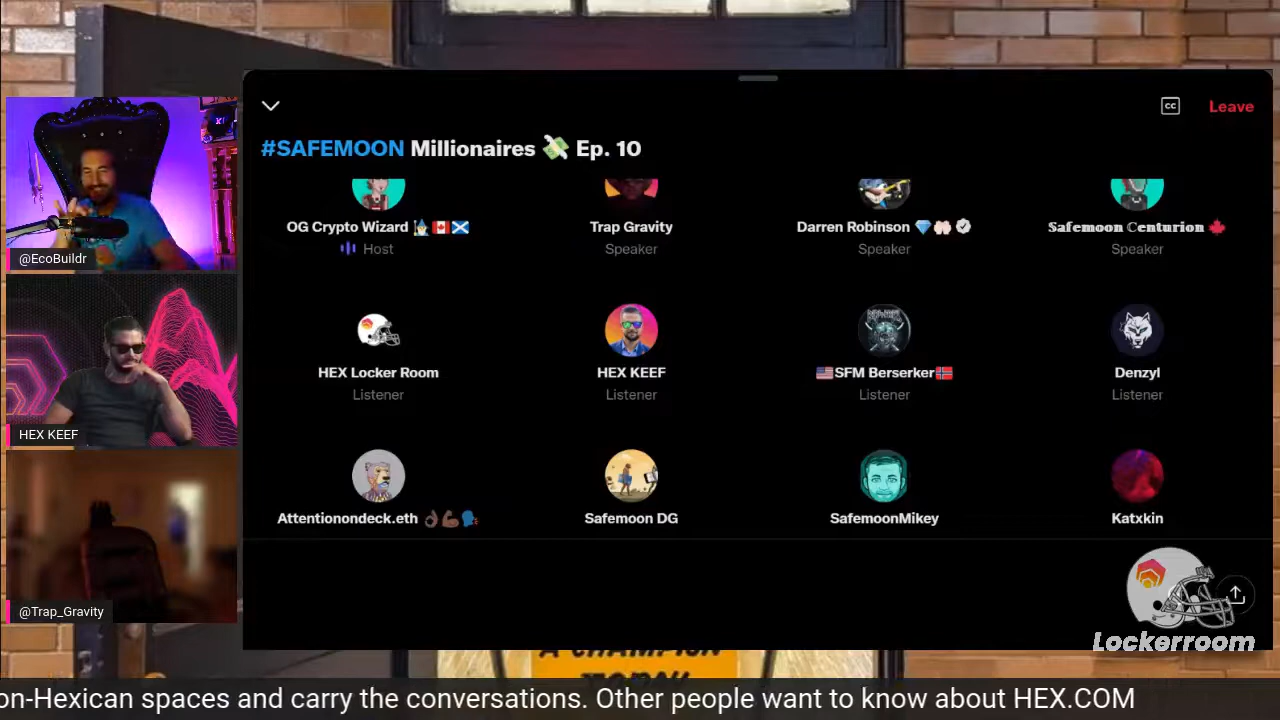 cc
Leave
#SAFEMOON Millionaires 💸 Ep. 10
OG Crypto Wizard 🧙🏻‍♂️🇨🇦🏴󠁧󠁢󠁳󠁣󠁴󠁿
Host
Trap Gravity
Speaker
Darren Robinson 💎🤲🏻
Speaker
𝕊𝕒𝕗𝕖𝕞𝕠𝕠𝕟 ℂ𝕖𝕟𝕥𝕦𝕣𝕚𝕠𝕟 🍁
Speaker
HEX Locker Room
Listener
HEX KEEF
Listener
🇺🇸SFM Berserker🇳🇴
Listener
Denzyl
Listener
Attentionondeck.eth 👌🏾💪🏾🗣
Safemoon DG
SafemoonMikey
Katxkin
@EcoBuildr
HEX KEEF
@Trap_Gravity
Lockerroom
A CHAMPION
on-Hexican spaces and carry the conversations. Other people want to know about HEX.COM